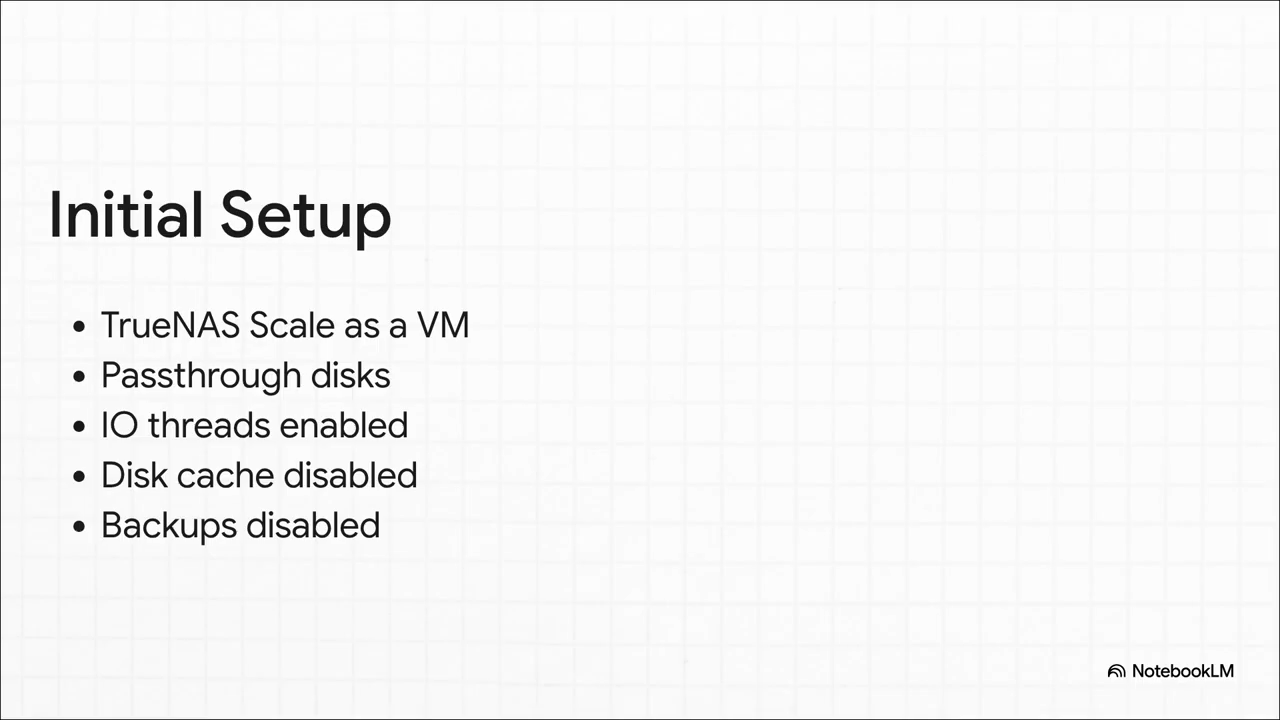 Initial Setup
• TrueNAS Scale as a VM
• Passthrough disks
• IO threads enabled
• Disk cache disabled
• Backups disabled
NotebookLM